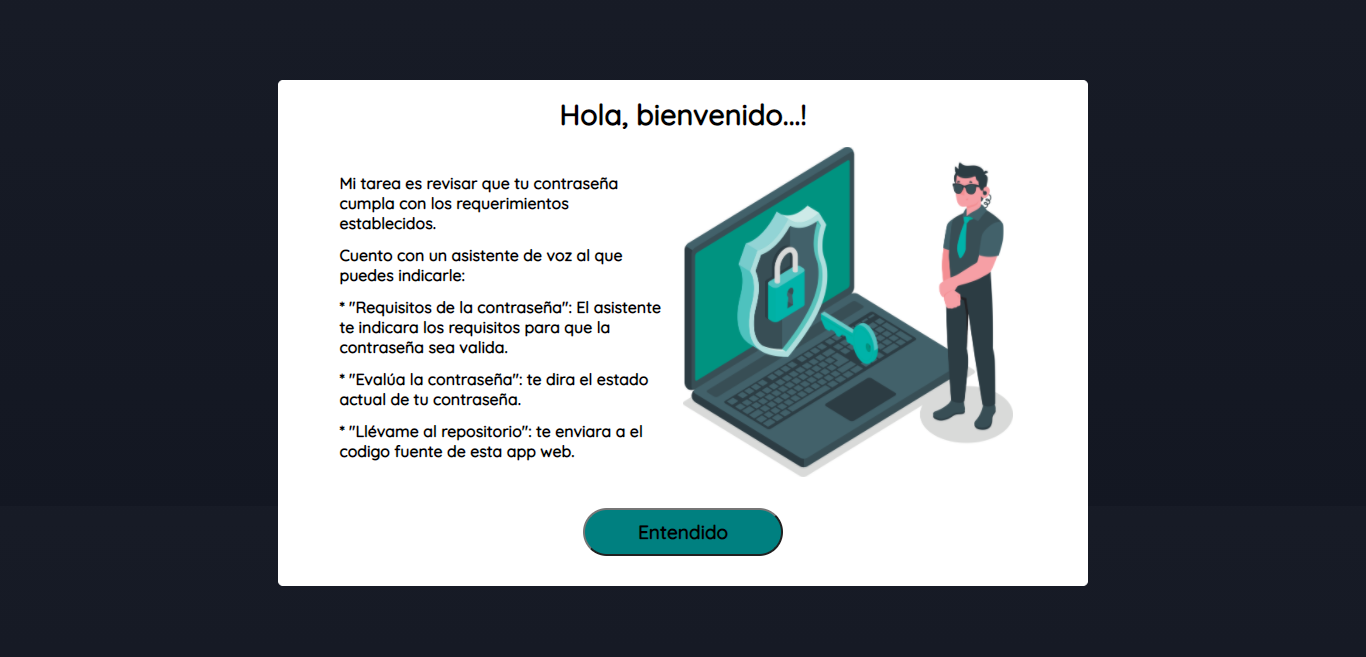 Hola, bienvenido...!
Mi tarea es revisar que tu contraseña
cumpla con los requerimientos
establecidos.
Cuento con un asistente de voz al que
puedes indicarle:
* "Requisitos de la contraseña": El asistente
te indicara los requisitos para que la
contraseña sea valida.
* "Evalúa la contraseña": te dira el estado
actual de tu contraseña.
* "Llévame al repositorio": te enviara a el
codigo fuente de esta app web.
Entendido